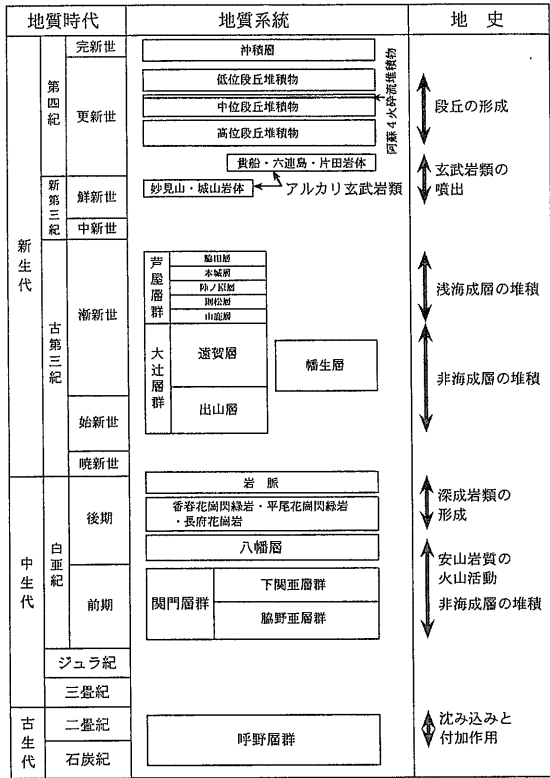 地質時代
地質系統
地 史
新生代
第四紀
完新世
更新世
新第三紀
鮮新世
中新世
古第三紀
漸新世
始新世
暁新世
中生代
白亜紀
後期
前期
ジュラ紀
三畳紀
古生代
二畳紀
石炭紀
沖積層
低位段丘堆積物
中位段丘堆積物
高位段丘堆積物
阿蘇4火砕流堆積物
貴船・六連島・片田岩体
妙見山・城山岩体
アルカリ玄武岩類
芦屋層群
脇田層
本城層
陣ノ原層
則松層
山鹿層
大辻層群
遠賀層
出山層
幡生層
岩 脈
香春花崗閃緑岩・平尾花崗閃緑岩
・長府花崗岩
八幡層
関門層群
下関亜層群
脇野亜層群
呼野層群
段丘の形成
玄武岩類の
噴出
浅海成層の堆積
非海成層の堆積
深成岩類の
形成
安山岩質の
火山活動
非海成層の堆積
沈み込みと
付加作用